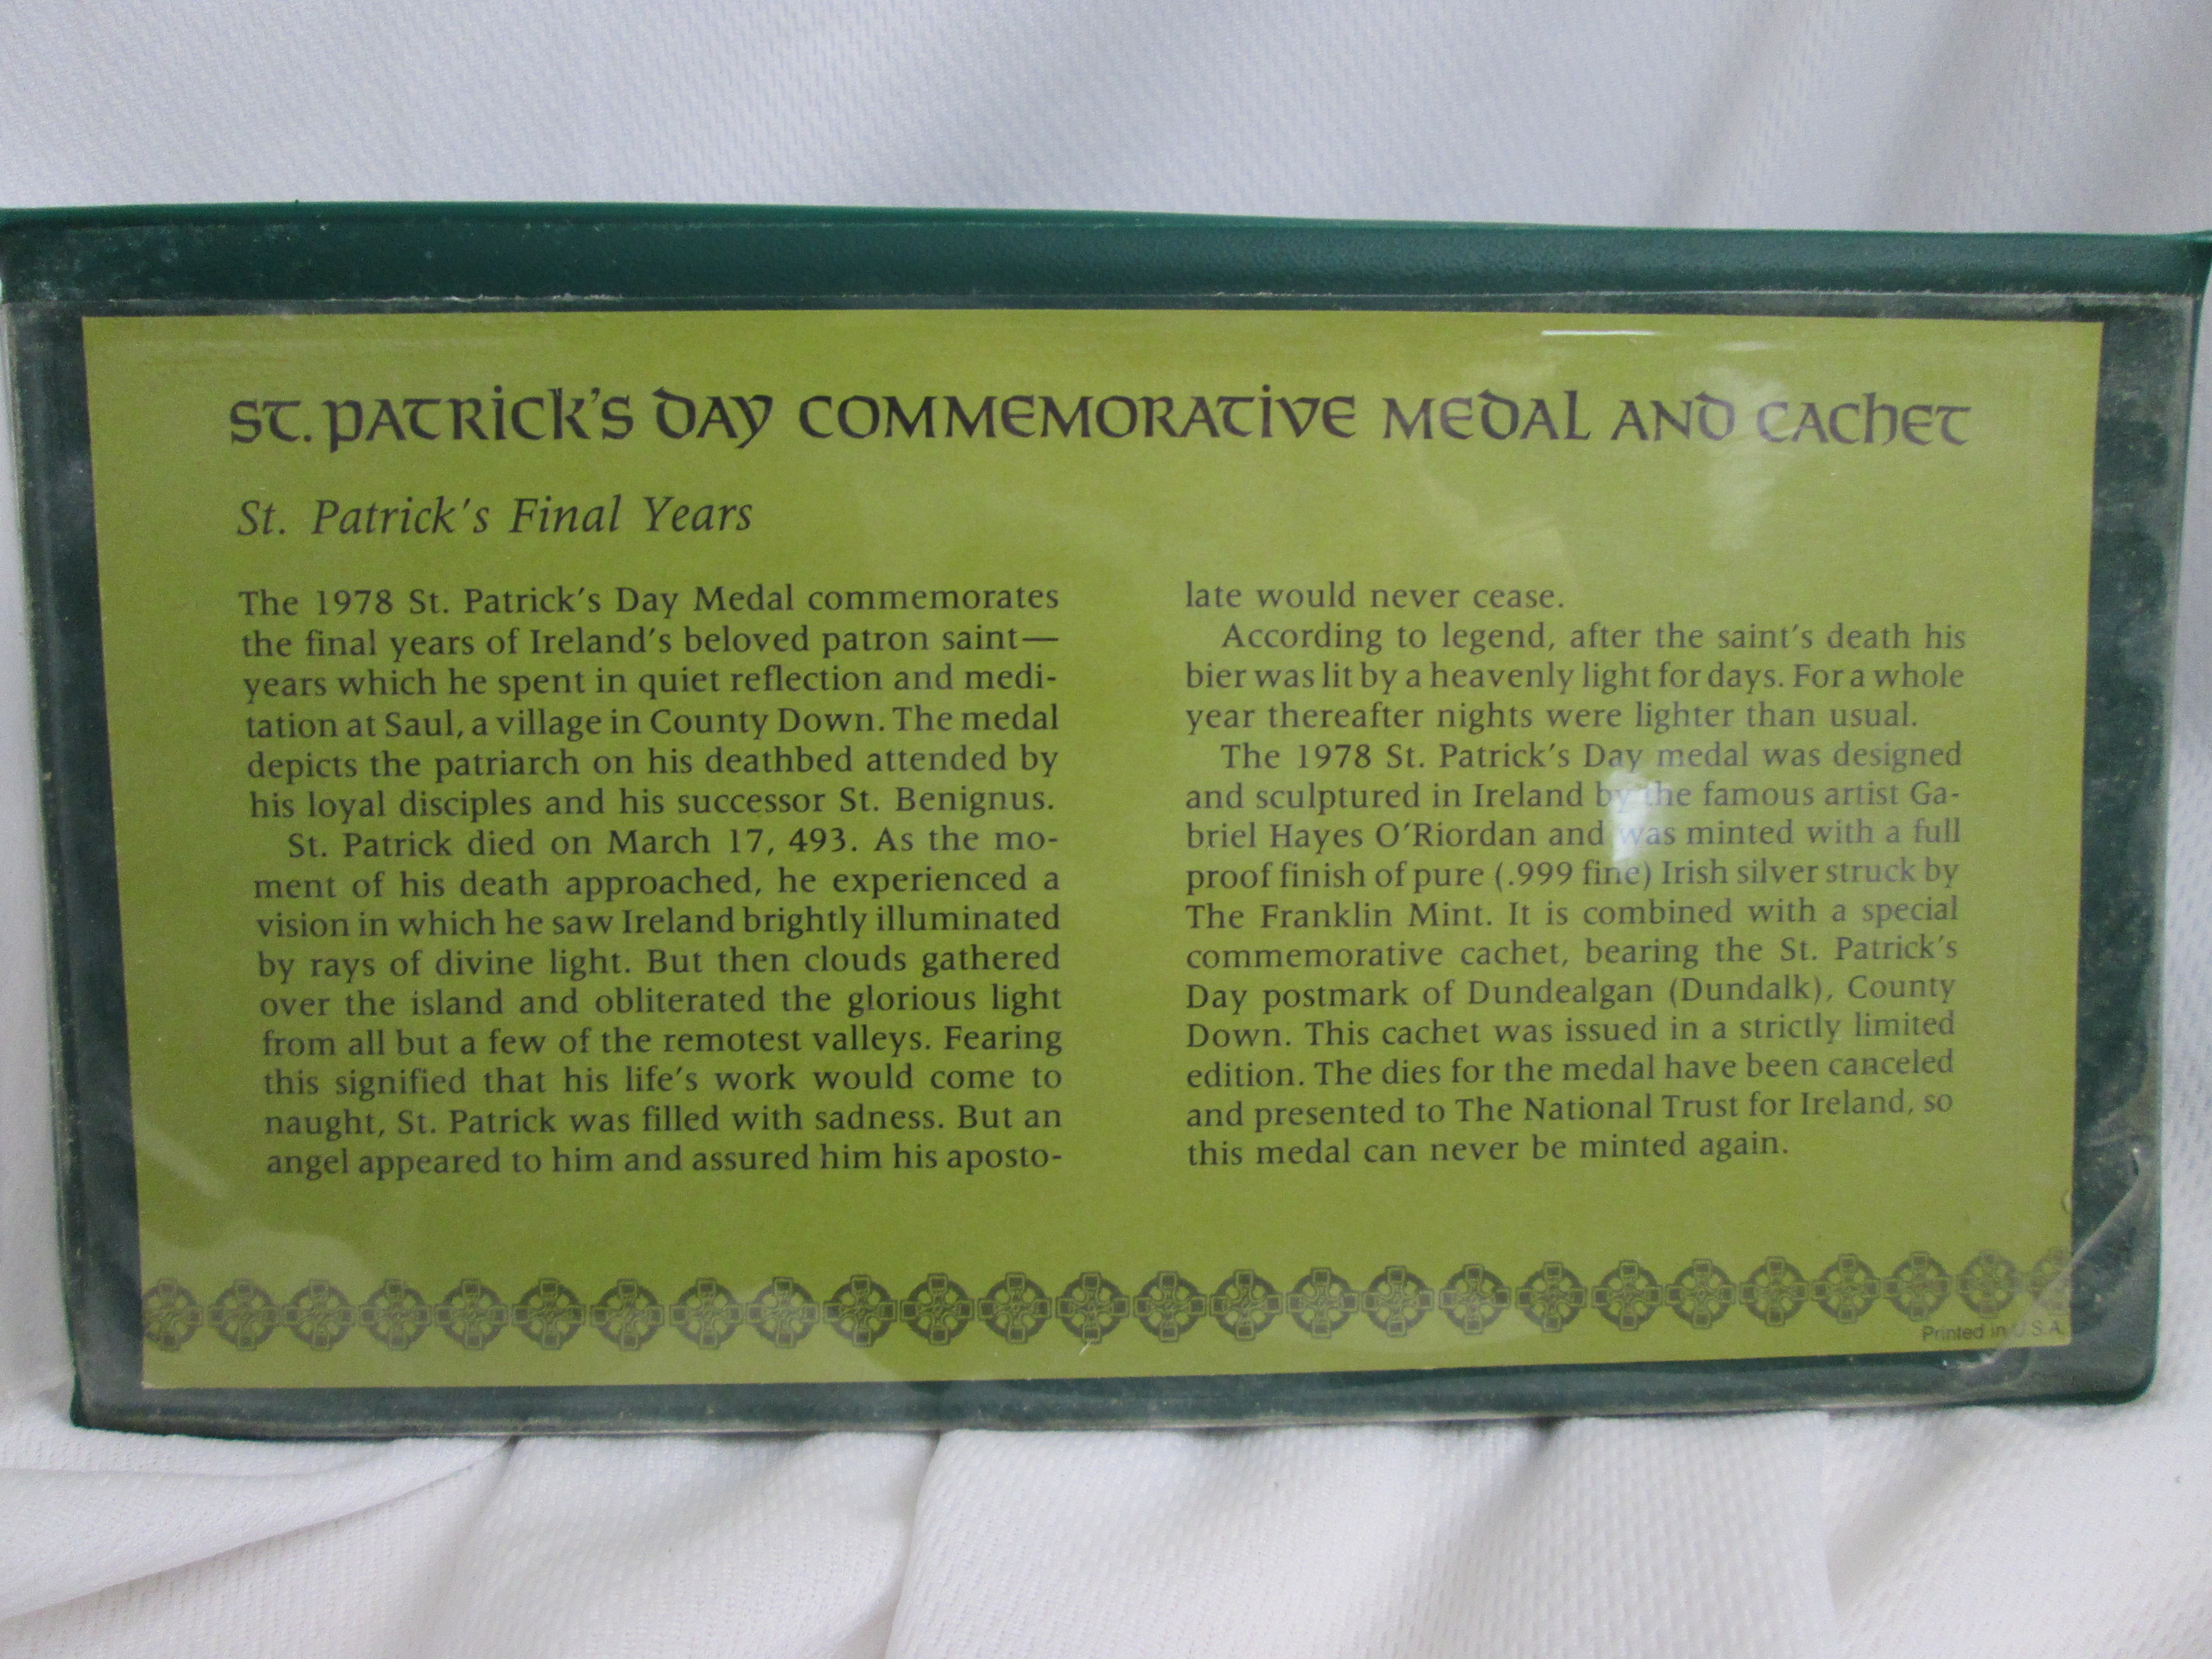 St. Patrick's Day Commemorative Medal and Cachet
St. Patrick's Final Years
The 1978 St. Patrick's Day Medal commemorates
the final years of Ireland's beloved patron saint—
years which he spent in quiet reflection and medi-
tation at Saul, a village in County Down. The medal
depicts the patriarch on his deathbed attended by
his loyal disciples and his successor St. Benignus.
St. Patrick died on March 17, 493. As the mo-
ment of his death approached, he experienced a
vision in which he saw Ireland brightly illuminated
by rays of divine light. But then clouds gathered
over the island and obliterated the glorious light
from all but a few of the remotest valleys. Fearing
this signified that his life's work would come to
naught, St. Patrick was filled with sadness. But an
angel appeared to him and assured him his aposto-
late would never cease.
According to legend, after the saint's death his
bier was lit by a heavenly light for days. For a whole
year thereafter nights were lighter than usual.
The 1978 St. Patrick's Day medal was designed
and sculptured in Ireland by the famous artist Ga-
briel Hayes O'Riordan and was minted with a full
proof finish of pure (.999 fine) Irish silver struck by
The Franklin Mint. It is combined with a special
commemorative cachet, bearing the St. Patrick's
Day postmark of Dundealgan (Dundalk), County
Down. This cachet was issued in a strictly limited
edition. The dies for the medal have been canceled
and presented to The National Trust for Ireland, so
this medal can never be minted again.
Printed in U.S.A.